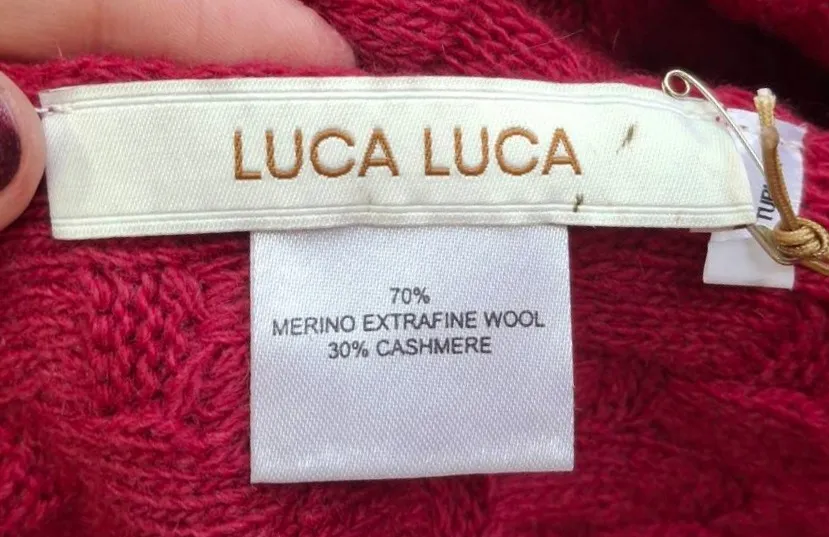 LUCA LUCA
70%
MERINO EXTRAFINE WOOL
30% CASHMERE